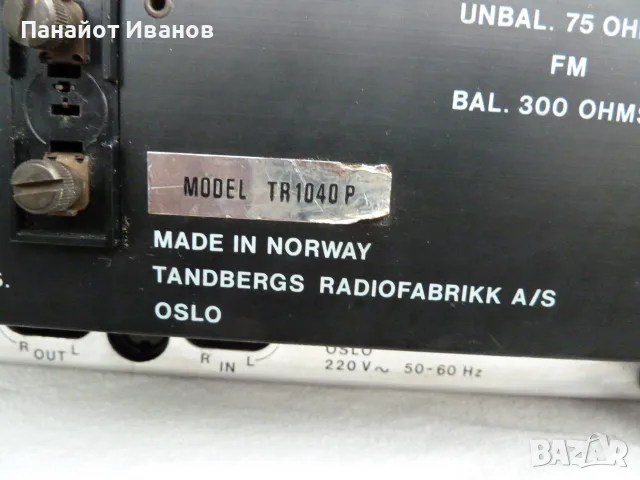 Панайот Иванов
UNBAL. 75 OH
FM
BAL. 300 OHMS
MODEL TR1040 P
MADE IN NORWAY
TANDBERGS RADIOFABRIKK A/S
OSLO
S.
R OUT L
R IN L
OSLO
220 V~ 50-60 Hz
BAZAR